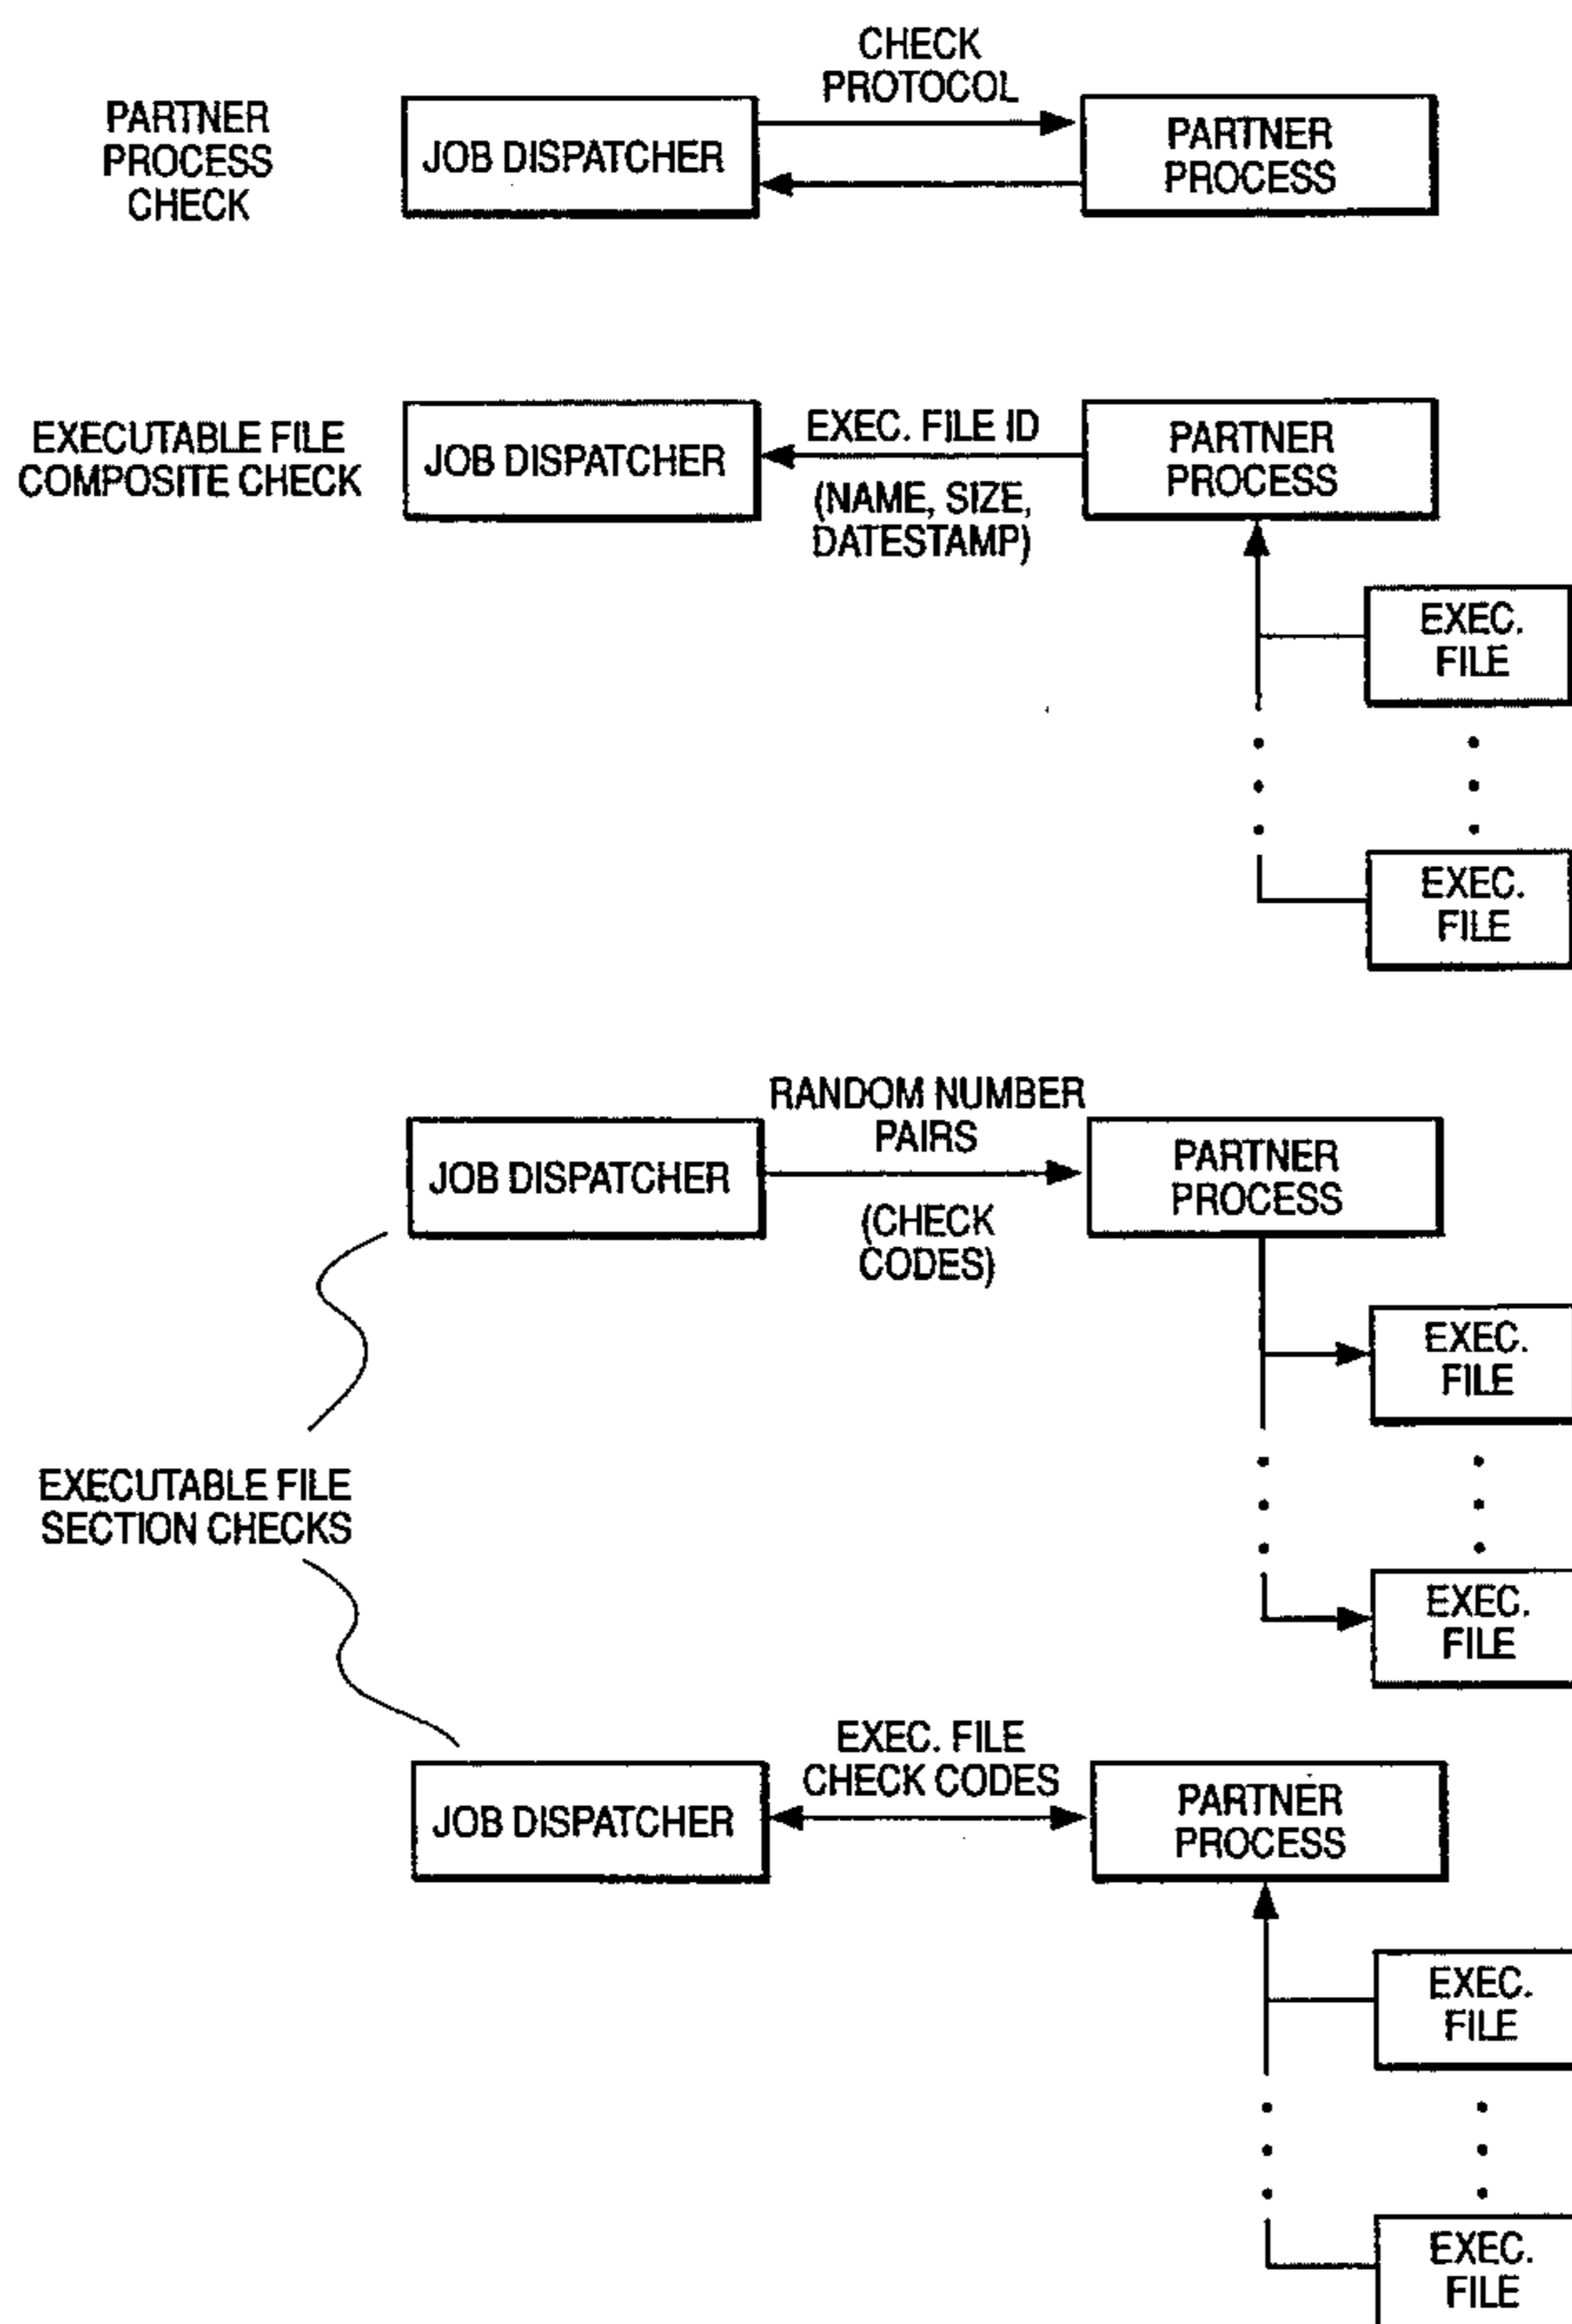 CHECK
PROTOCOL
PARTNER
PROCESS
CHECK
JOB DISPATCHER
PARTNER
PROCESS
EXECUTABLE FILE
COMPOSITE CHECK
JOB DISPATCHER
EXEC. FILE ID
(NAME, SIZE,
DATESTAMP)
PARTNER
PROCESS
EXEC.
FILE
EXEC.
FILE
RANDOM NUMBER
PAIRS
JOB DISPATCHER
(CHECK
CODES)
PARTNER
PROCESS
EXEC.
FILE
EXECUTABLE FILE
SECTION CHECKS
EXEC.
FILE
EXEC. FILE
CHECK CODES
JOB DISPATCHER
PARTNER
PROCESS
EXEC.
FILE
EXEC.
FILE